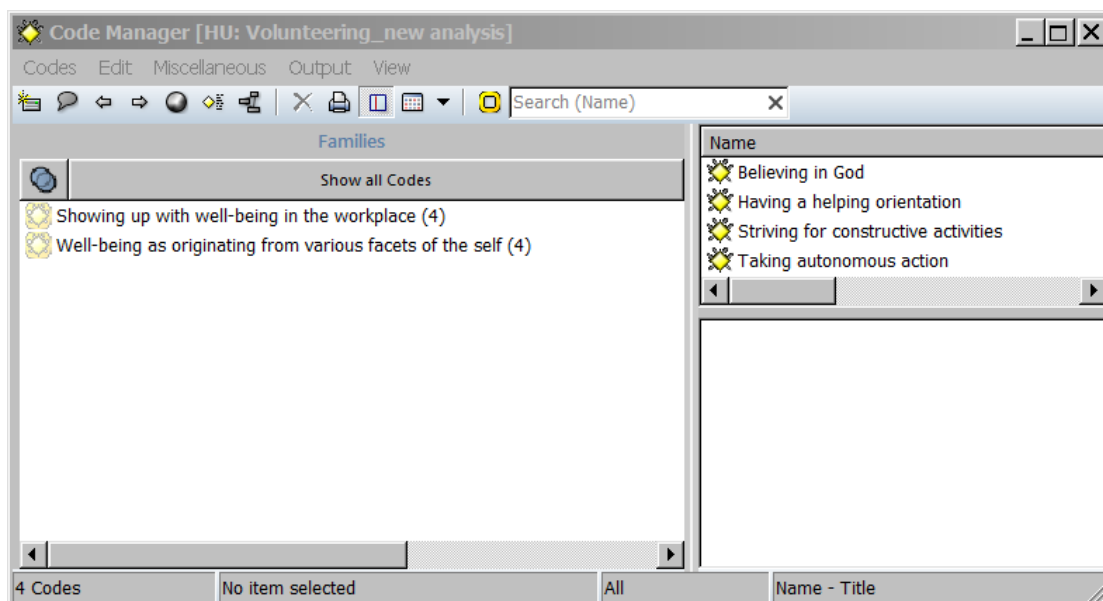 Code Manager [HU: Volunteering_new analysis]
Codes Edit Miscellaneous Output View
Search (Name)
Families
Show all Codes
Showing up with well-being in the workplace (4)
Well-being as originating from various facets of the self (4)
Name
Believing in God
Having a helping orientation
Striving for constructive activities
Taking autonomous action
4 Codes No item selected All Name - Title